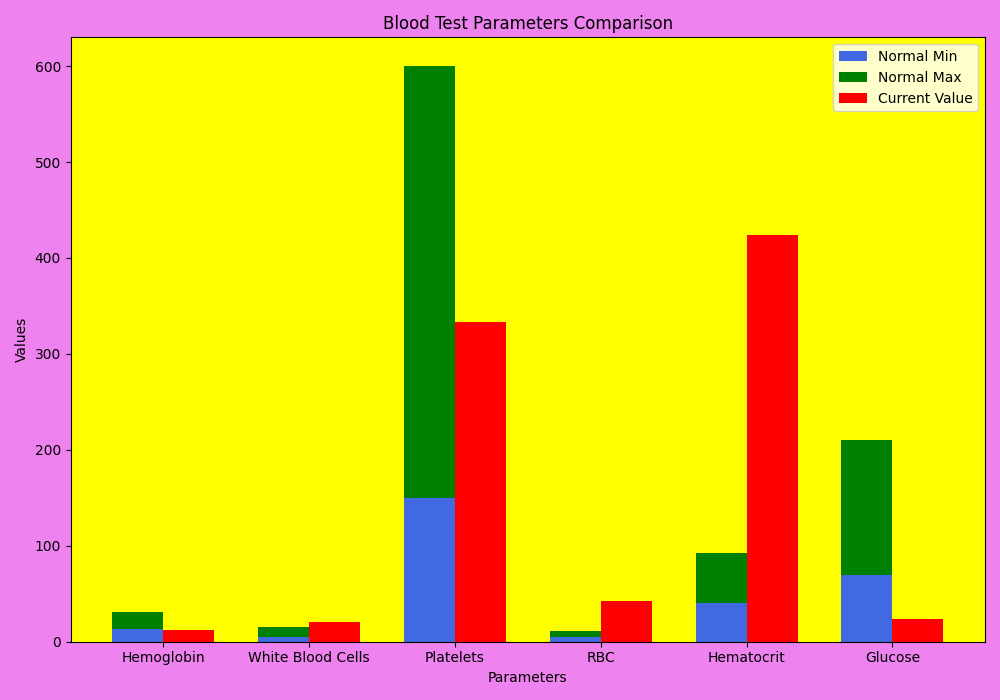 Blood Test Parameters Comparison
Normal Min
Normal Max
Current Value
Values
600
500
400
300
200
100
0
Hemoglobin White Blood Cells Platelets RBC Hematocrit Glucose
Parameters